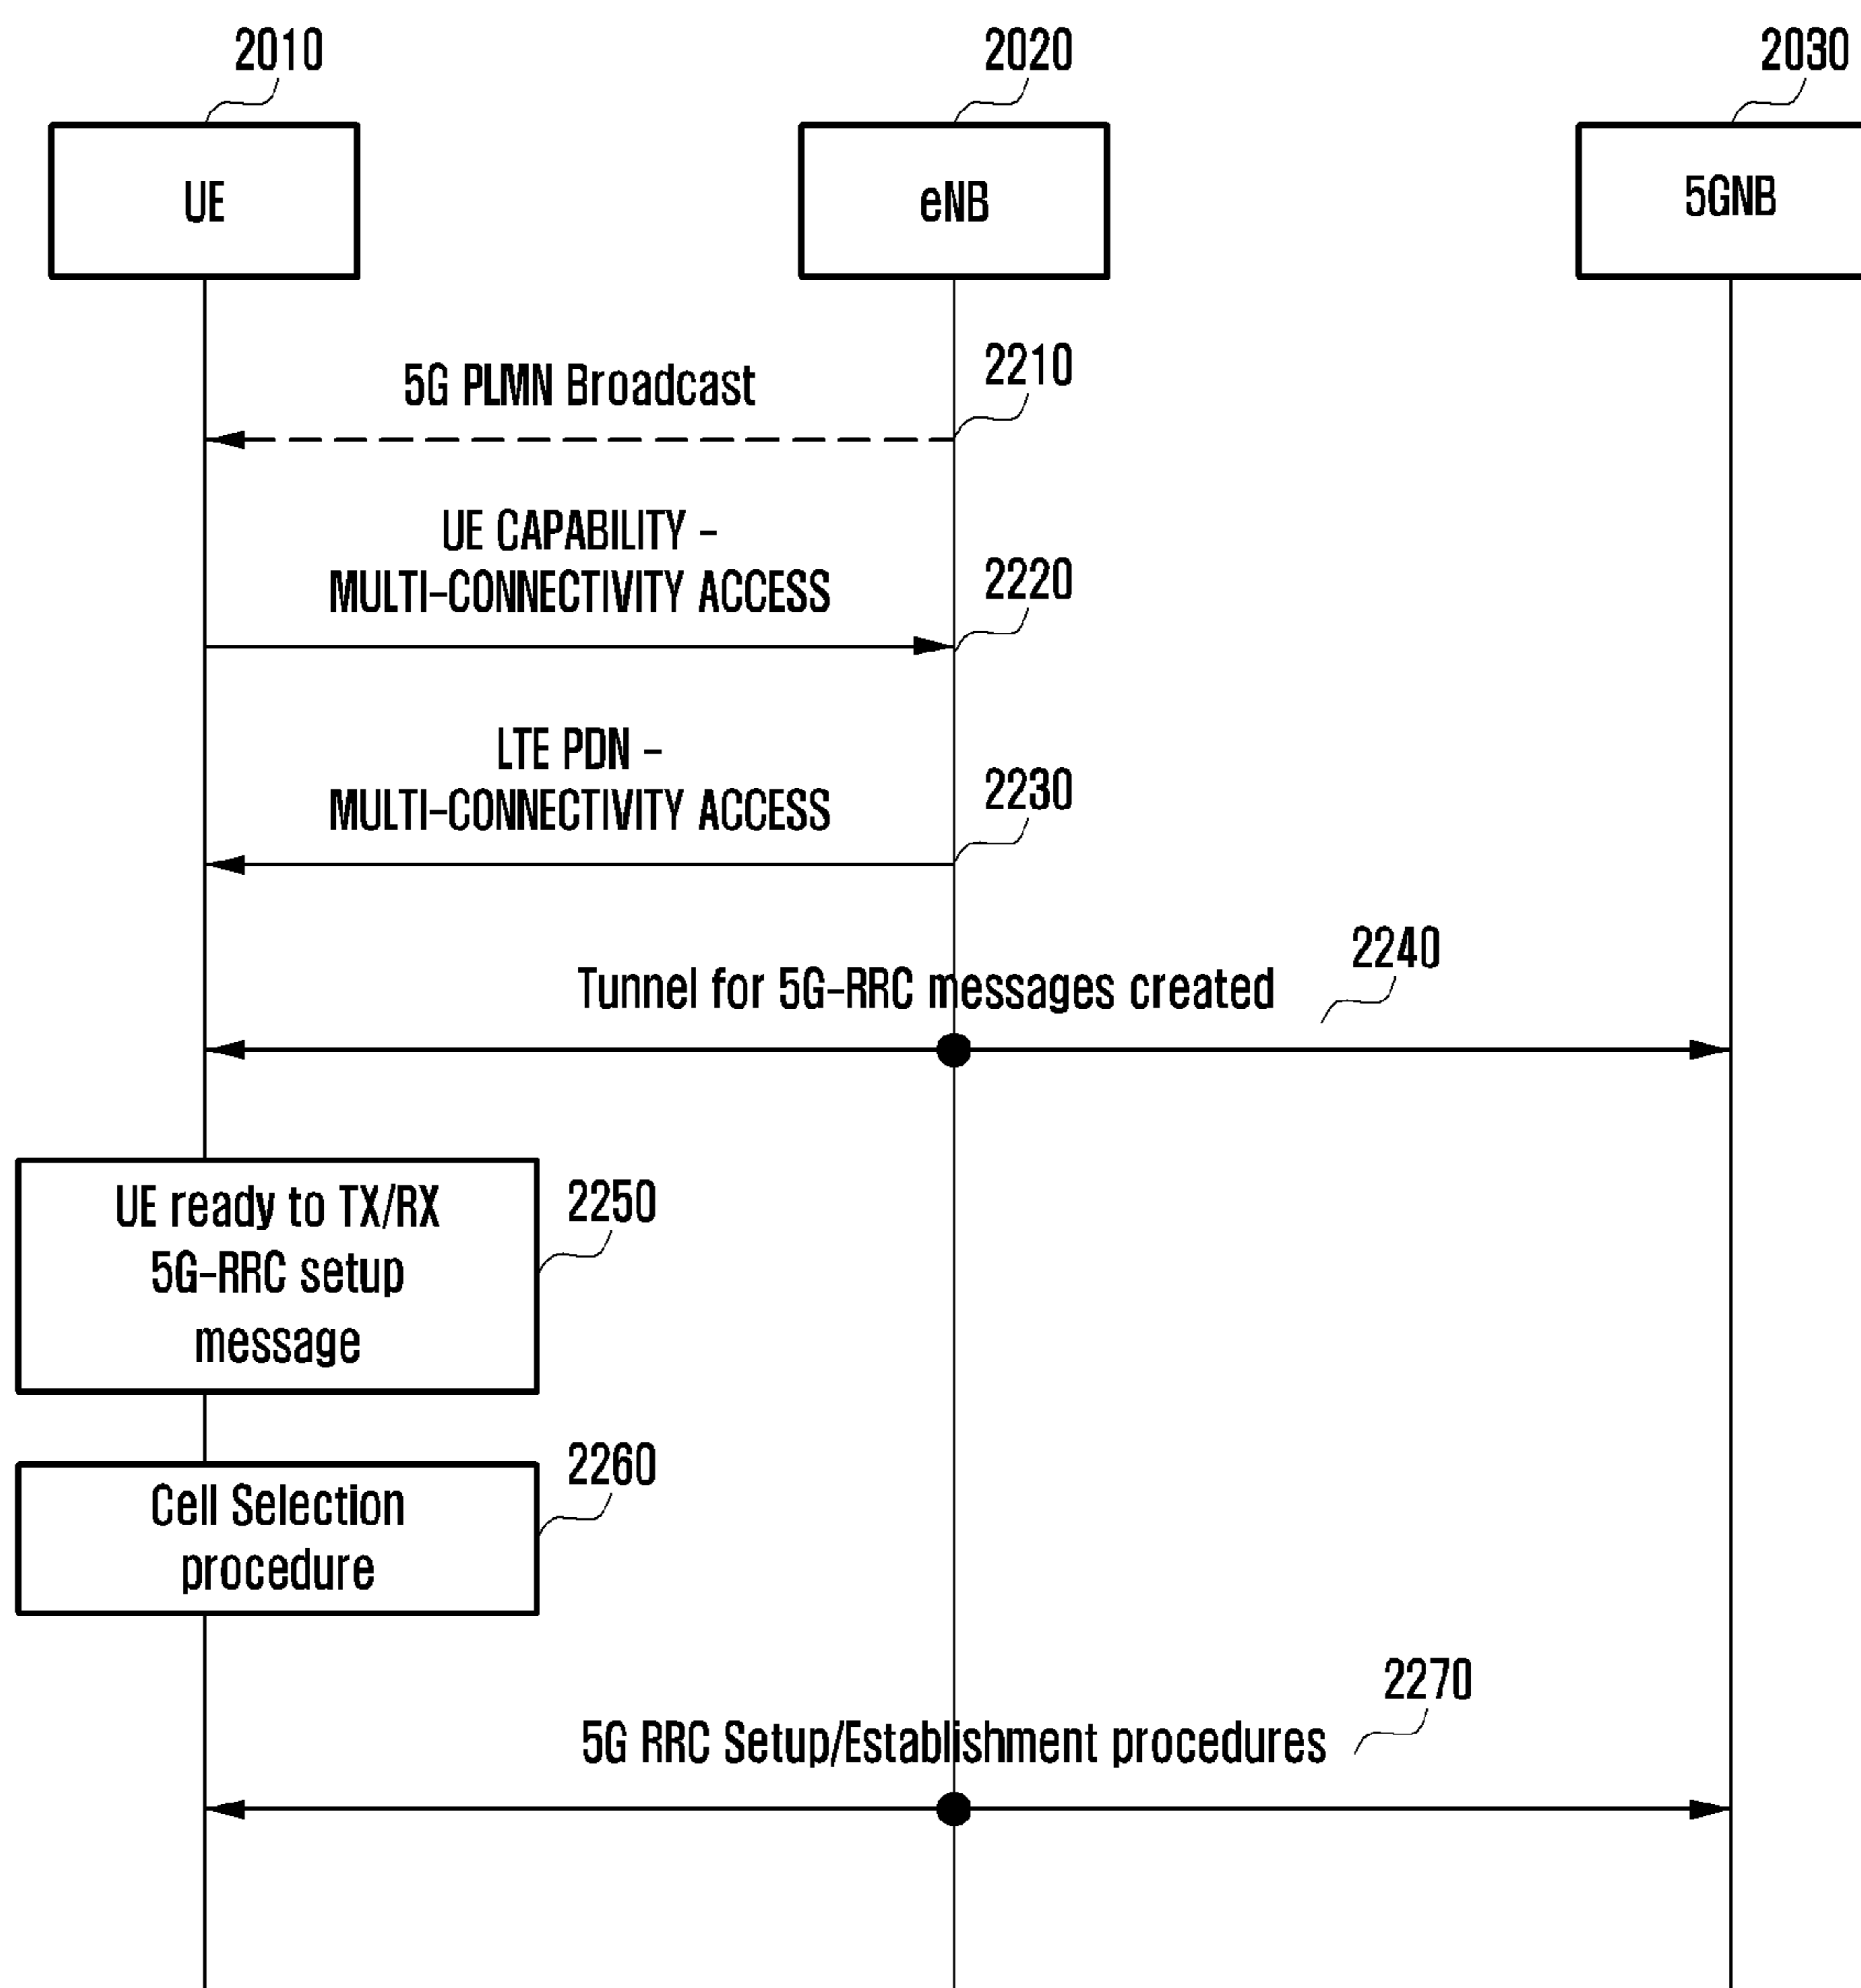 2010
2020
2030
UE
eNB
5GNB
2210
5G PLMN Broadcast
UE CAPABILITY -
MULTI-CONNECTIVITY ACCESS
2220
LTE PDN -
MULTI-CONNECTIVITY ACCESS
2230
2240
Tunnel for 5G-RRC messages created
UE ready to TX/RX
5G-RRC setup
message
2250
2260
Cell Selection
procedure
2270
5G RRC Setup/Establishment procedures